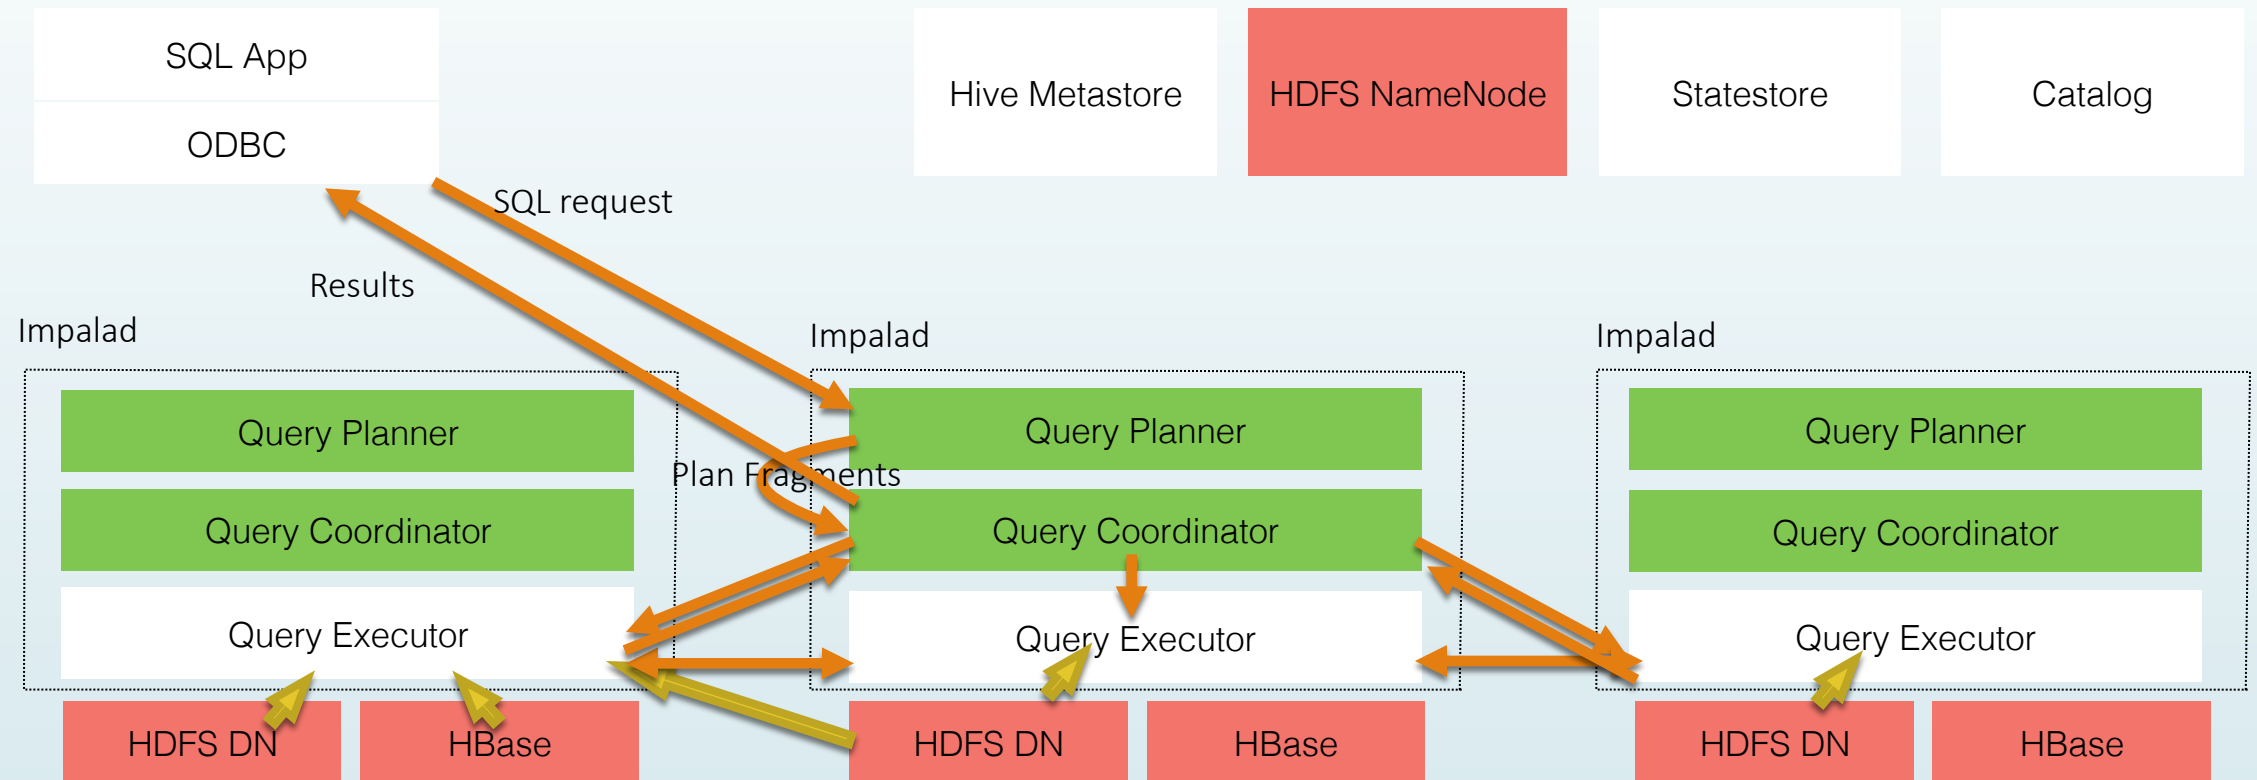 SQL App
ODBC
Hive Metastore
HDFS NameNode
Statestore
Catalog
SQL request
Results
Impalad
Impalad
Impalad
Query Planner
Query Planner
Query Planner
Plan Fragments
Query Coordinator
Query Coordinator
Query Coordinator
Query Executor
Query Executor
Query Executor
HDFS DN
HBase
HDFS DN
HBase
HDFS DN
HBase